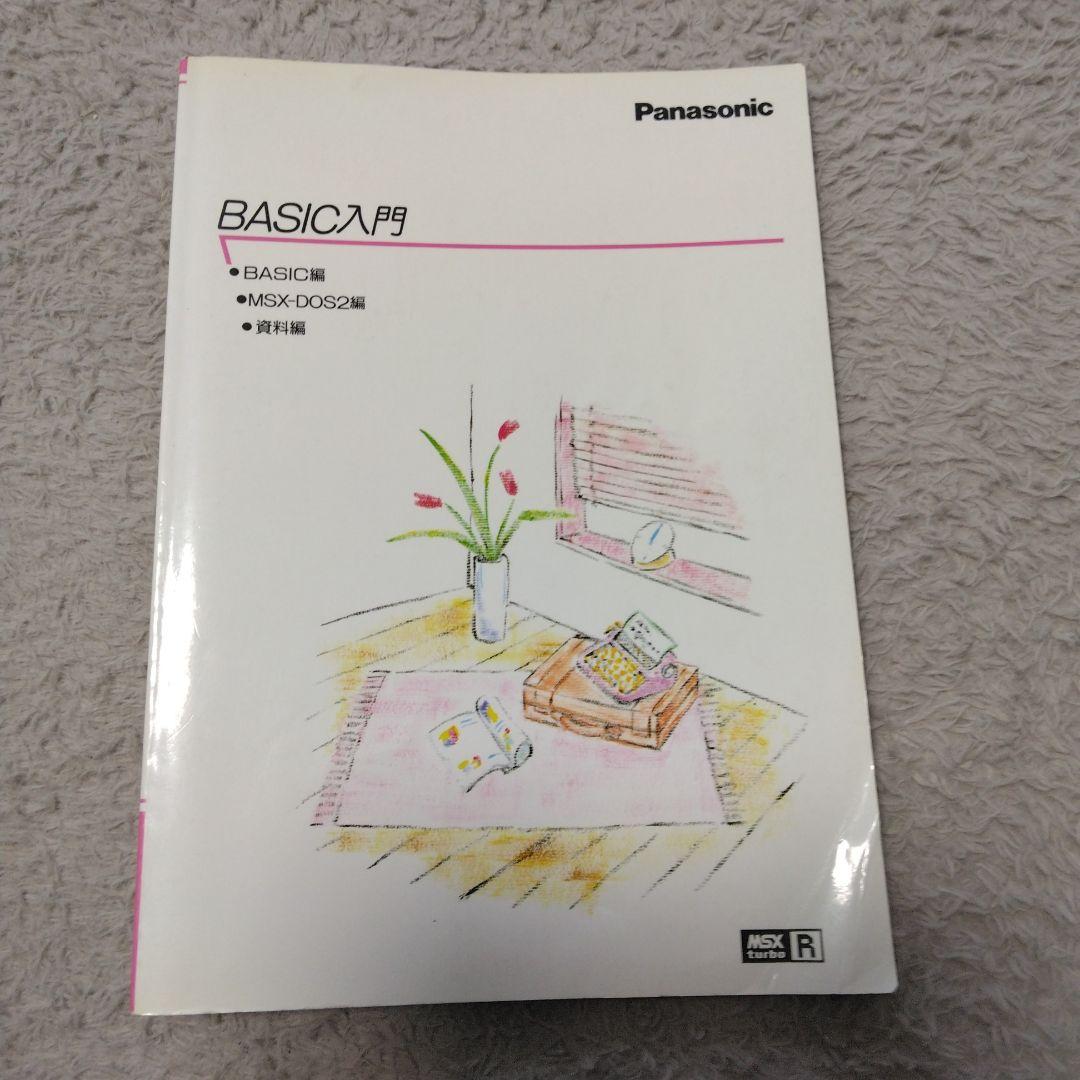 Panasonic
BASIC入門
●BASIC編
●MSX-DOS2編
●資料編
MSX
turbo R